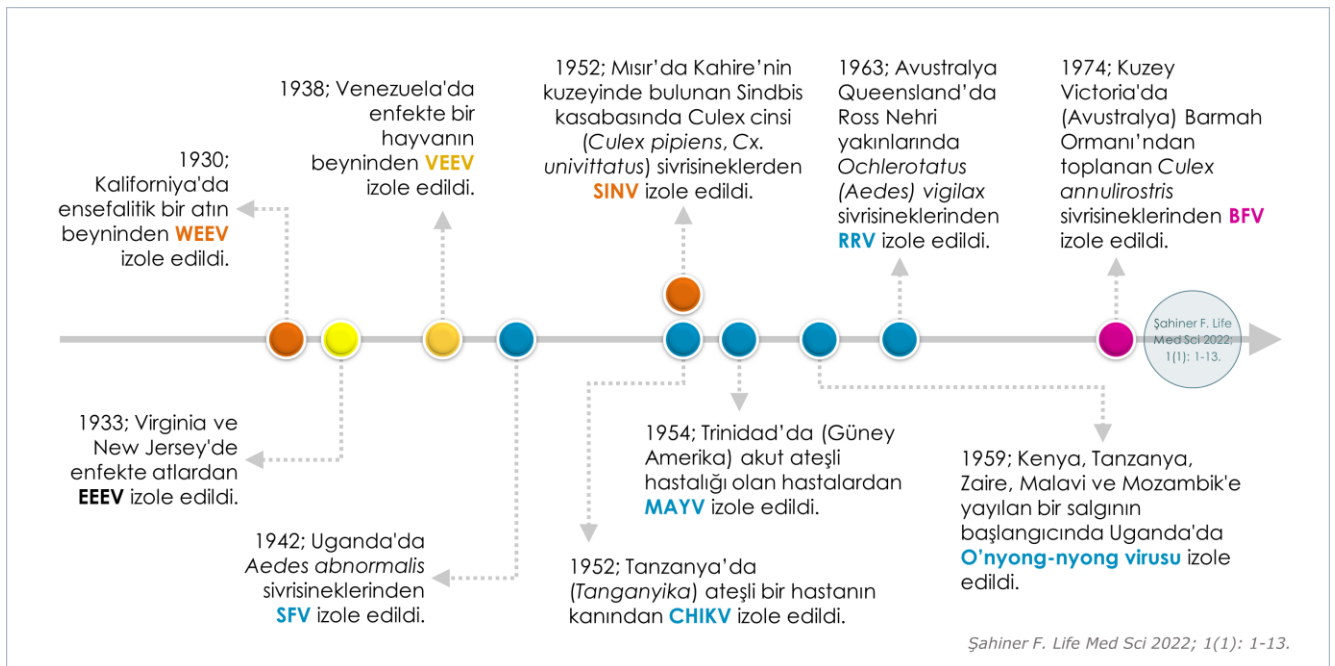 1930;
Kaliforniya'da
ensefalitik bir atın
beyninden WEEV
izole edildi.
1938; Venezuela'da
enfekte bir
hayvanın
beyninden VEEV
izole edildi.
1952; Mısır’da Kahire’nin
kuzeyinde bulunan Sindbis
kasabasında Culex cinsi
(Culex pipiens, Cx.
univittatus) sivrisineklerden
SINV izole edildi.
1963; Avustralya
Queensland’da
Ross Nehri
yakınlarında
Ochlerotatus
(Aedes) vigilax
sivrisineklerinden
RRV izole edildi.
1974; Kuzey
Victoria'da
(Avustralya) Barmah
Ormanı’ndan
toplanan Culex
annulirostris
sivrisineklerinden BFV
izole edildi.
Şahiner F. Life
Med Sci 2022;
1(1): 1-13.
1933; Virginia ve
New Jersey'de
enfekte atlardan
EEEV izole edildi.
1942; Uganda'da
Aedes abnormalis
sivrisineklerinden
SFV izole edildi.
1952; Tanzanya’da
(Tanganyika) ateşli bir hastanın
kanından CHIKV izole edildi.
1954; Trinidad’da (Güney
Amerika) akut ateşli
hastalığı olan hastalardan
MAYV izole edildi.
1959; Kenya, Tanzanya,
Zaire, Malavi ve Mozambik'e
yayılan bir salgının
başlangıcında Uganda'da
O’nyong-nyong virusu izole
edildi.
Şahiner F. Life Med Sci 2022; 1(1): 1-13.